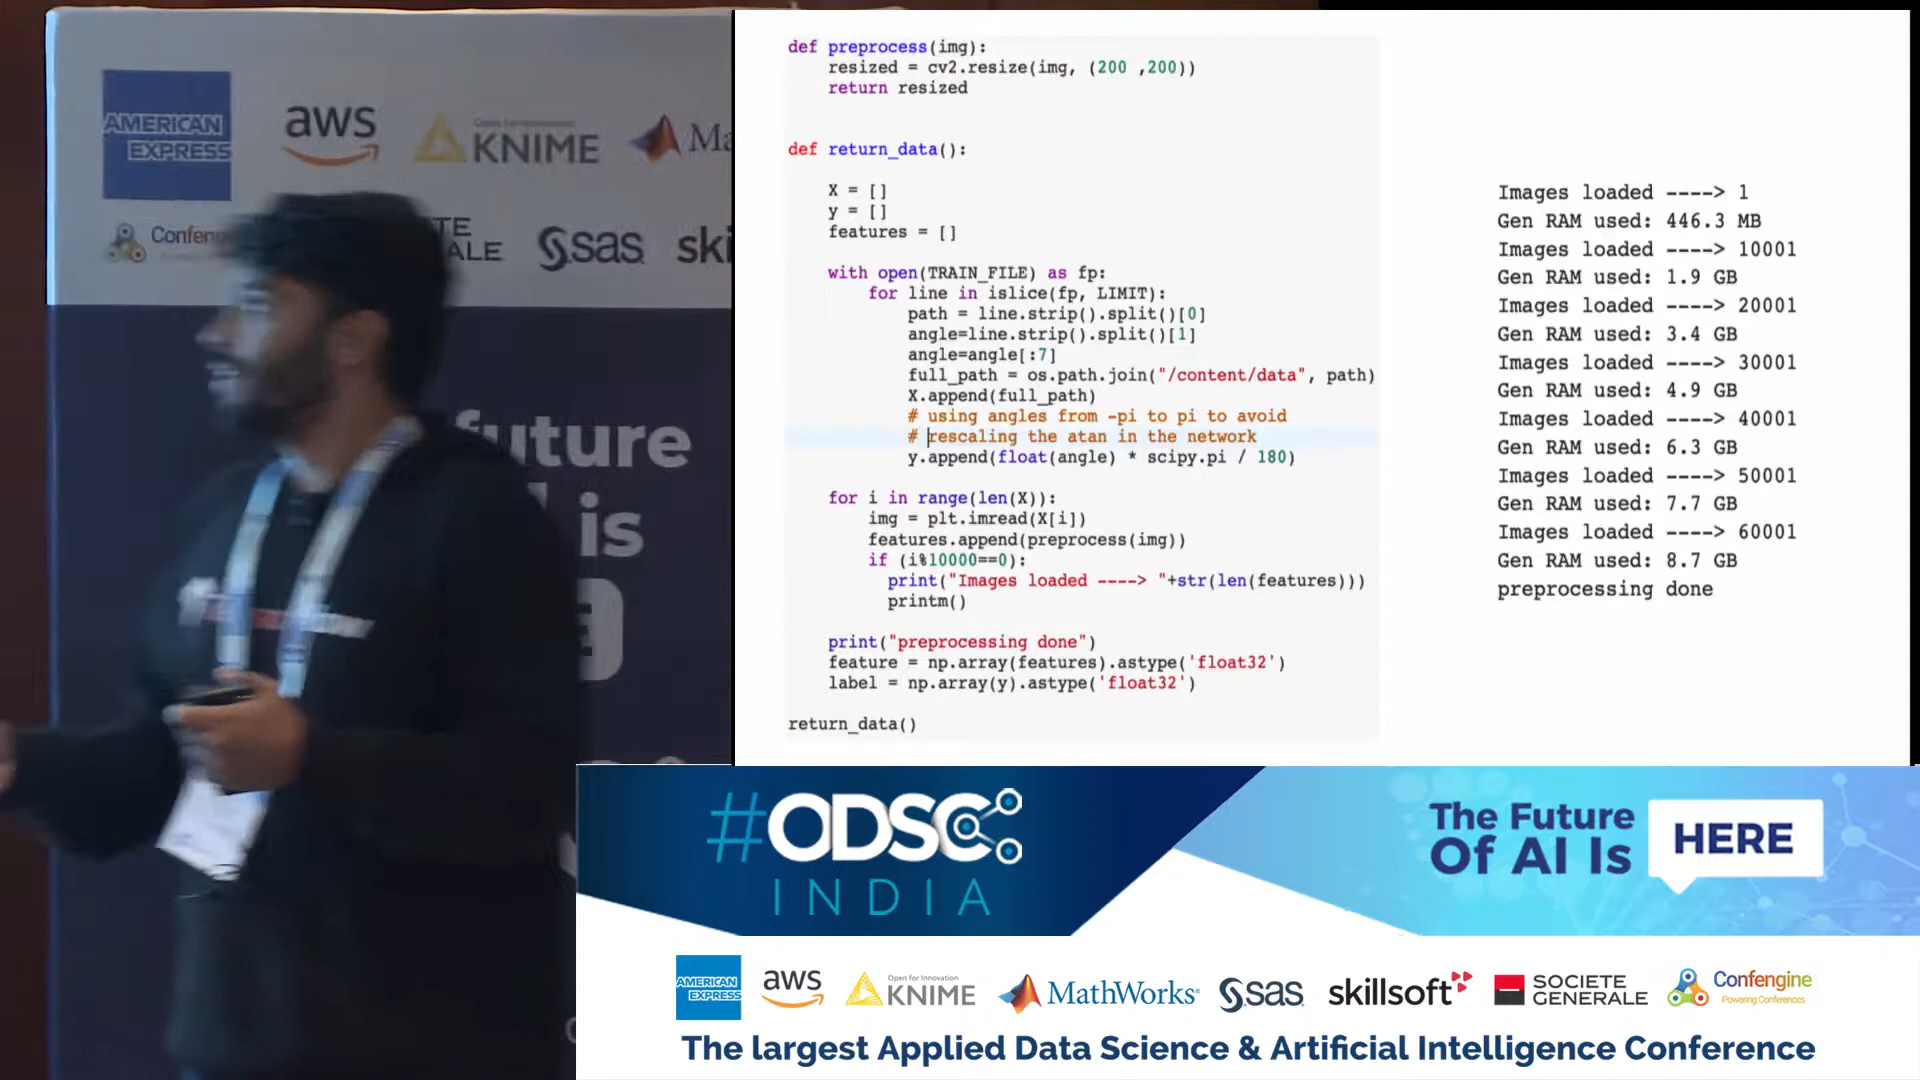 AMERICAN
EXPRESS
aws
Open for Innovation
KNIME
Ma
Confen
TE
ALE
sas
ski
future
is
def preprocess(img):
resized = cv2.resize(img, (200 ,200))
return resized
def return_data():
X = []
y = []
features = []
with open(TRAIN_FILE) as fp:
for line in islice(fp, LIMIT):
path = line.strip().split()[0]
angle=line.strip().split()[1]
angle=angle[:7]
full_path = os.path.join("/content/data", path)
X.append(full_path)
# using angles from -pi to pi to avoid
# rescaling the atan in the network
y.append(float(angle) * scipy.pi / 180)
for i in range(len(X)):
img = plt.imread(X[i])
features.append(preprocess(img))
if (i%10000==0):
print("Images loaded ----> "+str(len(features)))
printm()
print("preprocessing done")
feature = np.array(features).astype('float32')
label = np.array(y).astype('float32')
return_data()
Images loaded ----> 1
Gen RAM used: 446.3 MB
Images loaded ----> 10001
Gen RAM used: 1.9 GB
Images loaded ----> 20001
Gen RAM used: 3.4 GB
Images loaded ----> 30001
Gen RAM used: 4.9 GB
Images loaded ----> 40001
Gen RAM used: 6.3 GB
Images loaded ----> 50001
Gen RAM used: 7.7 GB
Images loaded ----> 60001
Gen RAM used: 8.7 GB
preprocessing done
#ODSC
INDIA
The Future
Of AI Is
HERE
AMERICAN
EXPRESS
aws
Open for Innovation
KNIME
MathWorks
sas
skillsoft
SOCIETE
GENERALE
Confengine
Powering Conferences
The largest Applied Data Science & Artificial Intelligence Conference